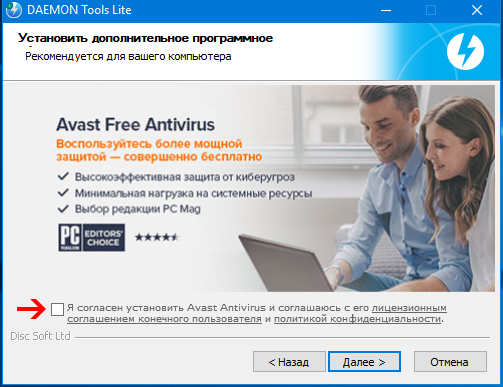 DAEMON Tools Lite
Установить дополнительное программное
Рекомендуется для вашего компьютера
Avast Free Antivirus
Воспользуйтесь более мощной
защитой — совершенно бесплатно
Высокоэффективная защита от киберугроз
Минимальная нагрузка на системные ресурсы
Выбор редакции PC Mag
PC
EDITORS'
CHOICE
Я согласен установить Avast Antivirus и соглашаюсь с его лицензионным
соглашением конечного пользователя и политикой конфиденциальности.
Disc Soft Ltd
< Назад
Далее >
Отмена